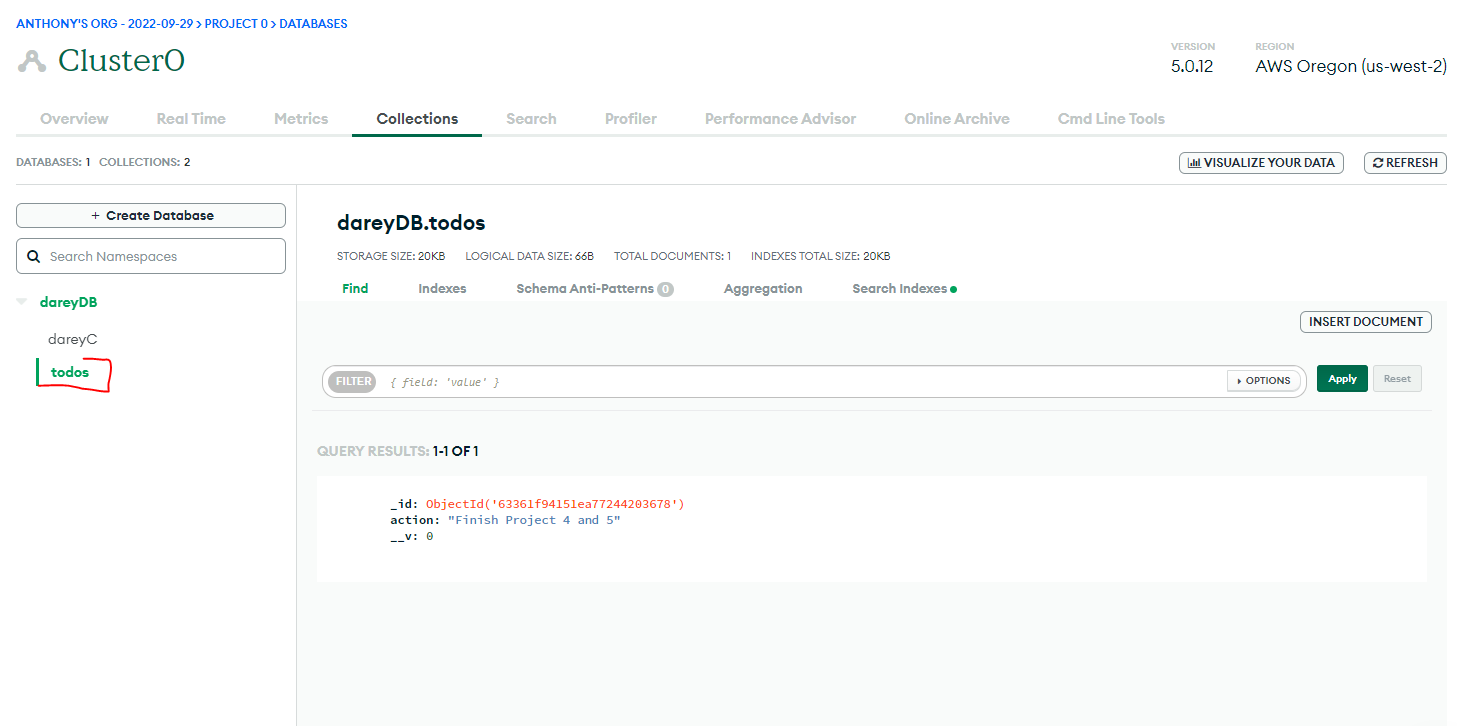 ANTHONY'S ORG - 2022-09-29 > PROJECT 0 > DATABASES
Cluster0
VERSION
5.0.12
REGION
AWS Oregon (us-west-2)
Overview Real Time Metrics Collections Search Profiler Performance Advisor Online Archive Cmd Line Tools
DATABASES: 1 COLLECTIONS: 2
VISUALIZE YOUR DATA
REFRESH
+ Create Database
Search Namespaces
dareyDB
dareyC
todos
dareyDB.todos
STORAGE SIZE: 20KB LOGICAL DATA SIZE: 66B TOTAL DOCUMENTS: 1 INDEXES TOTAL SIZE: 20KB
Find Indexes Schema Anti-Patterns 0 Aggregation Search Indexes
INSERT DOCUMENT
FILTER { field: 'value' } OPTIONS Apply Reset
QUERY RESULTS: 1-1 OF 1
_id: ObjectId('63361f94151ea77244203678')
action: "Finish Project 4 and 5"
__v: 0